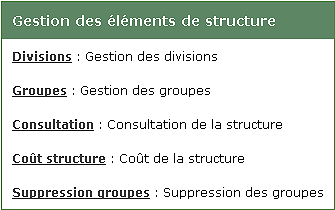 Gestion des éléments de structure
Divisions : Gestion des divisions
Groupes : Gestion des groupes
Consultation : Consultation de la structure
Coût structure : Coût de la structure
Suppression groupes : Suppression des groupes